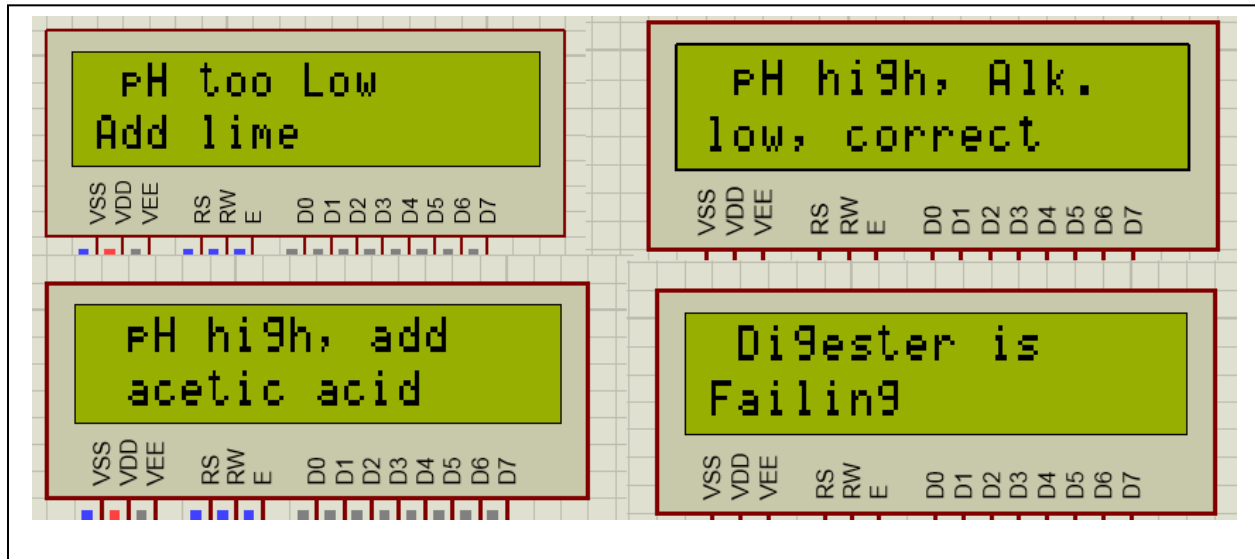 pH too Low
Add lime
VSS VDD VEE RS RW E D0 D1 D2 D3 D4 D5 D6 D7
pH high, Alk.
low, correct
VSS VDD VEE RS RW E D0 D1 D2 D3 D4 D5 D6 D7
pH high, add
acetic acid
VSS VDD VEE RS RW E D0 D1 D2 D3 D4 D5 D6 D7
Digester is
Failing
VSS VDD VEE RS RW E D0 D1 D2 D3 D4 D5 D6 D7